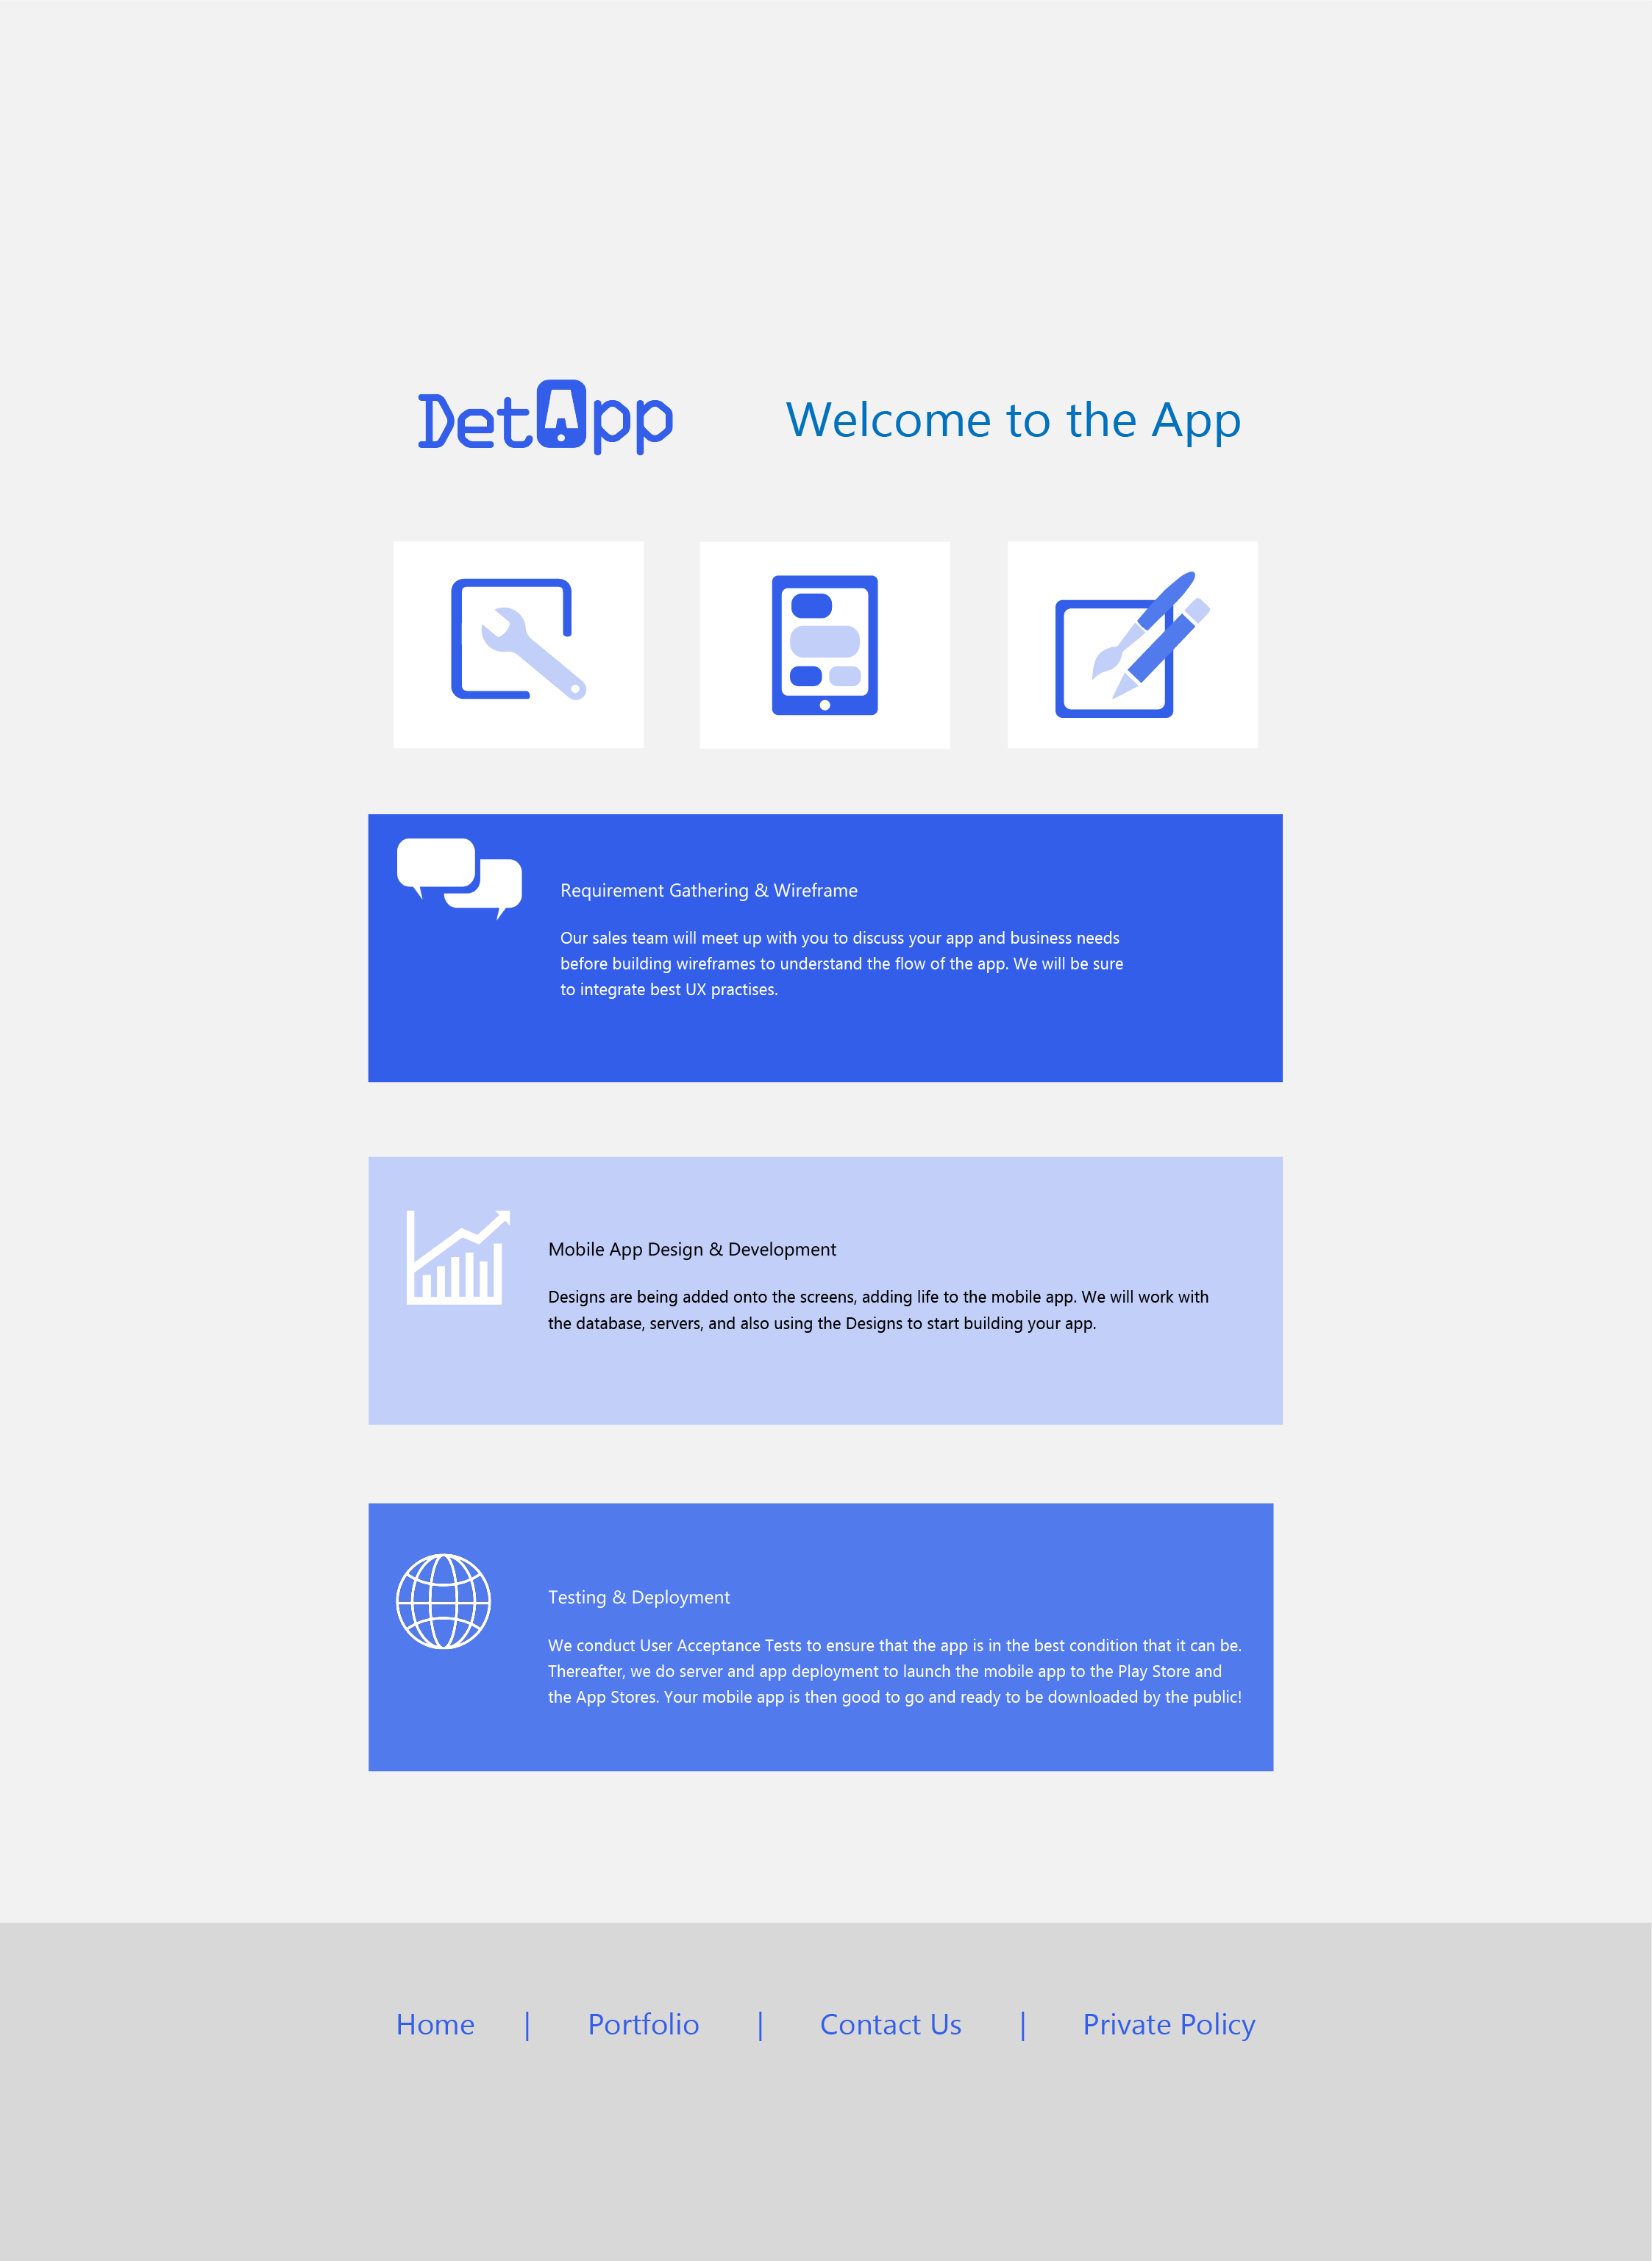 DetApp
Welcome to the App
Requirement Gathering & Wireframe
Our sales team will meet up with you to discuss your app and business needs
before building wireframes to understand the flow of the app. We will be sure
to integrate best UX practises.
Mobile App Design & Development
Designs are being added onto the screens, adding life to the mobile app. We will work with
the database, servers, and also using the Designs to start building your app.
Testing & Deployment
We conduct User Acceptance Tests to ensure that the app is in the best condition that it can be.
Thereafter, we do server and app deployment to launch the mobile app to the Play Store and
the App Stores. Your mobile app is then good to go and ready to be downloaded by the public!
Home | Portfolio | Contact Us | Private Policy